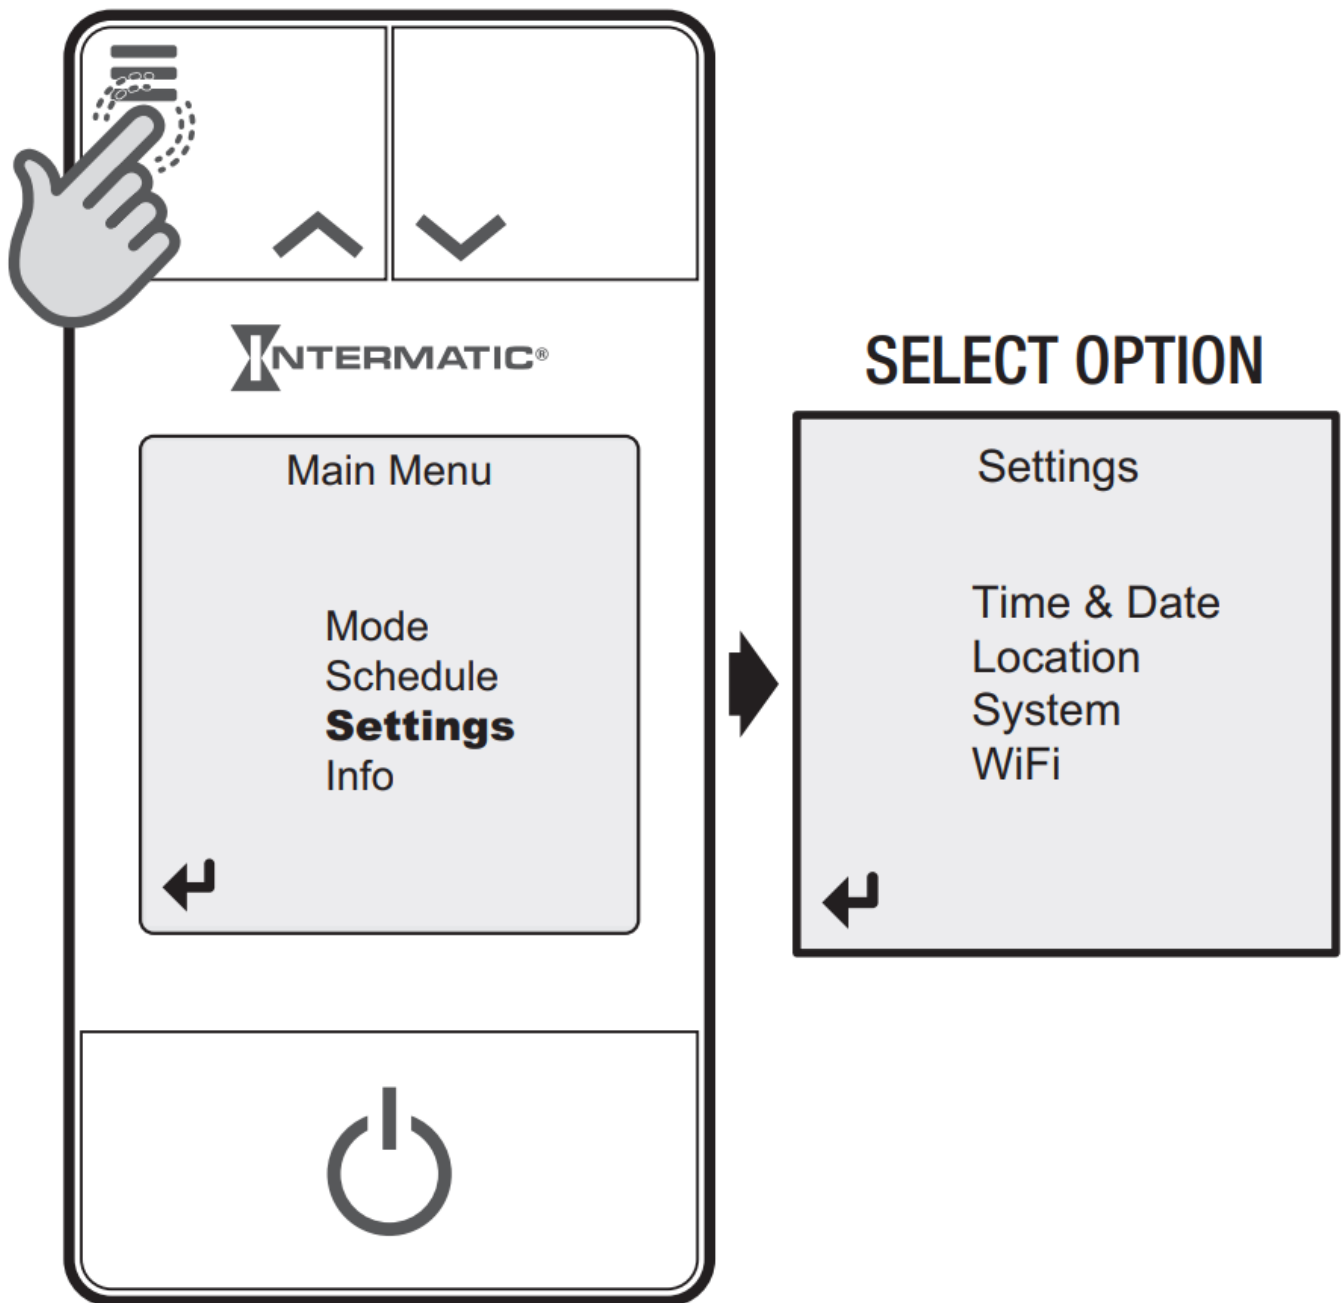 INTERMATIC®
Main Menu
Mode
Schedule
Settings
Info
SELECT OPTION
Settings
Time & Date
Location
System
WiFi